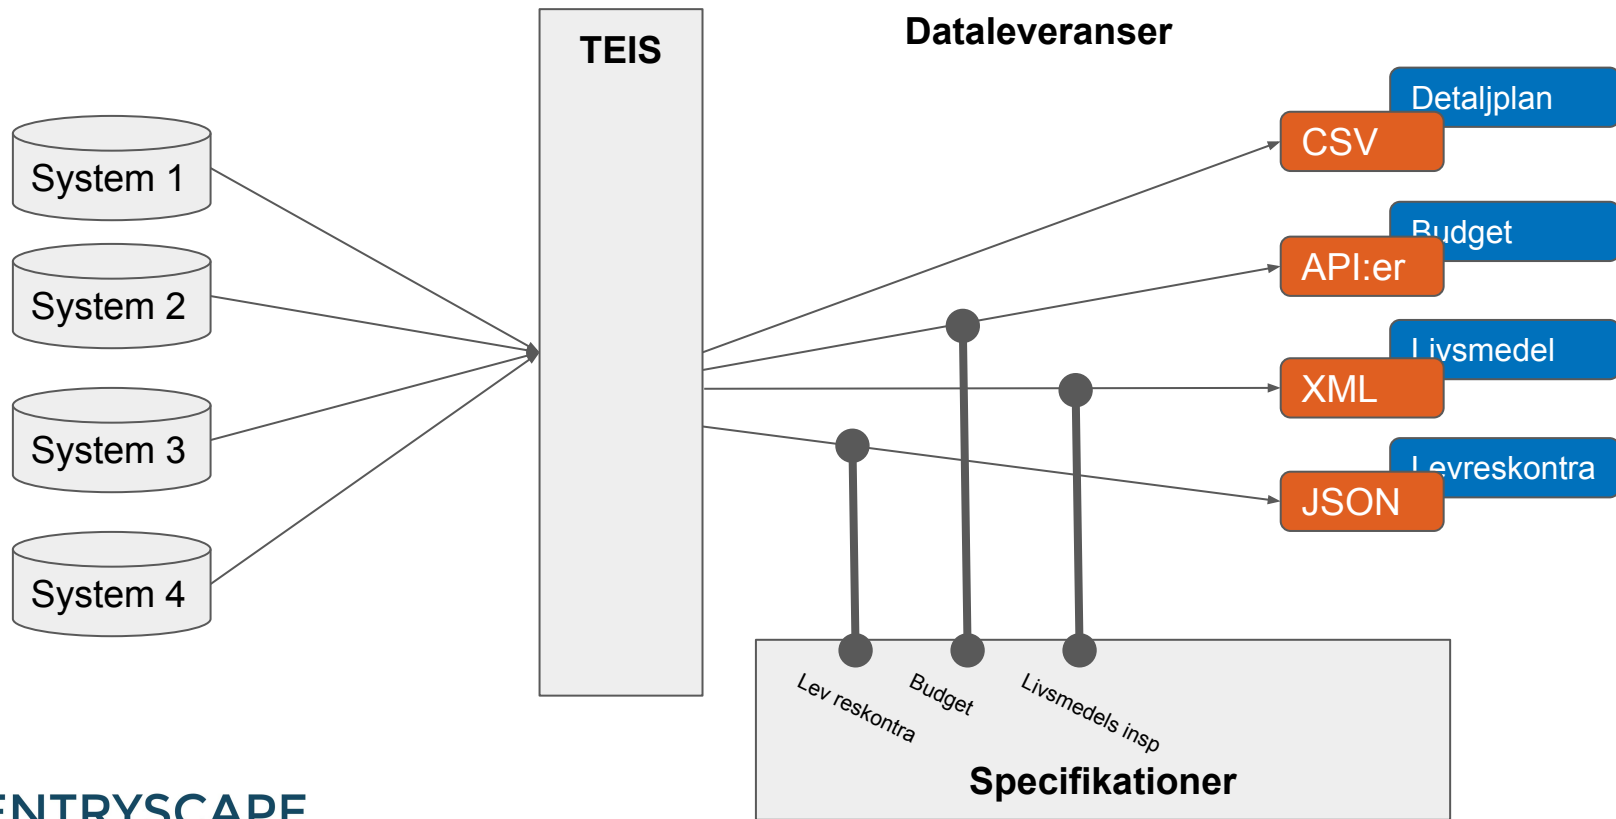 Dataleveranser
TEIS
System 1
System 2
System 3
System 4
Detaljplan
CSV
Budget
API:er
Livsmedel
XML
Levreskontra
JSON
Lev reskontra
Budget
Livsmedels insp
Specifikationer
ENTRYSCAPE